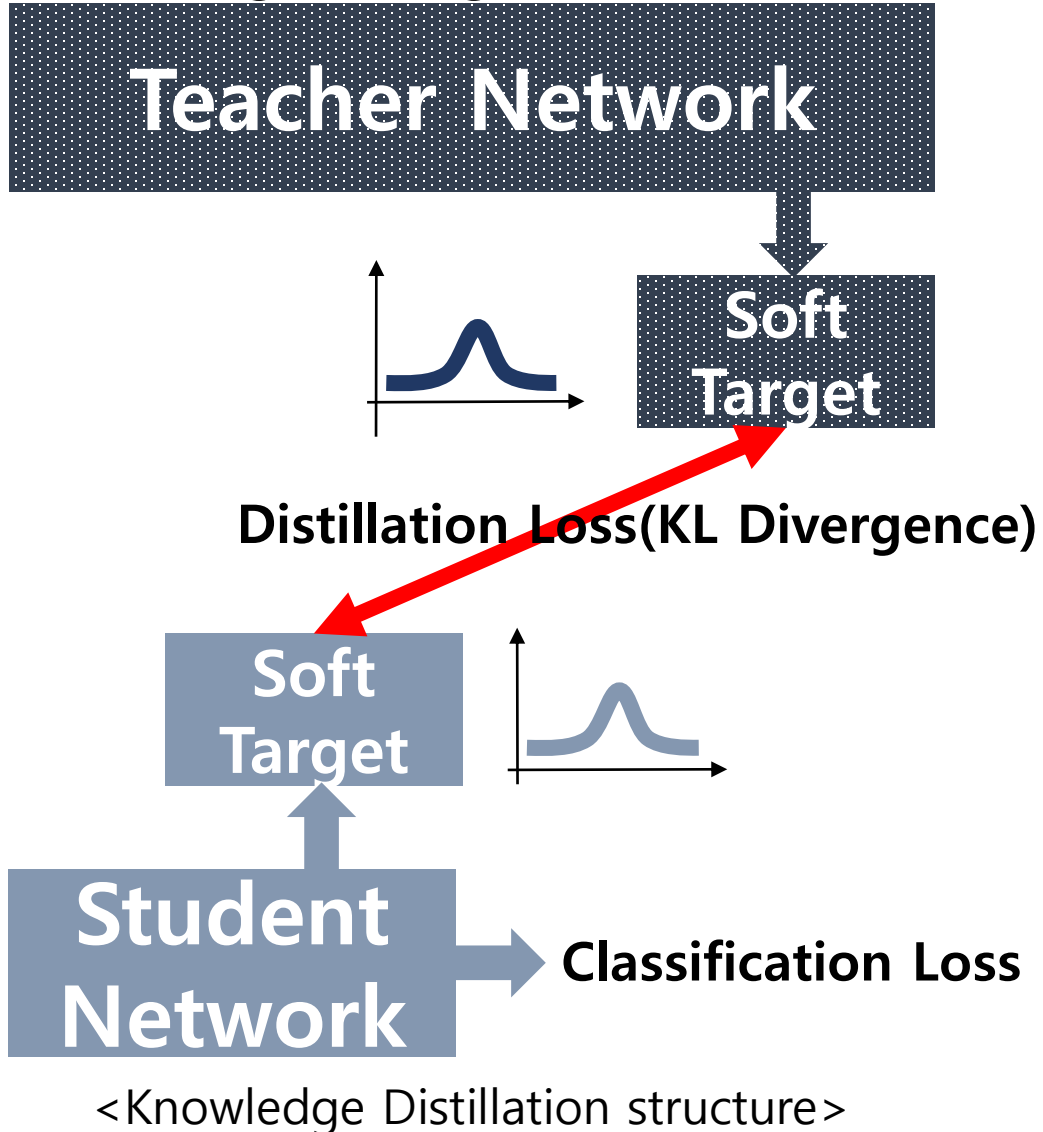 Teacher Network
Soft
Target
Distillation Loss(KL Divergence)
Soft
Target
Student
Network
Classification Loss
<Knowledge Distillation structure>